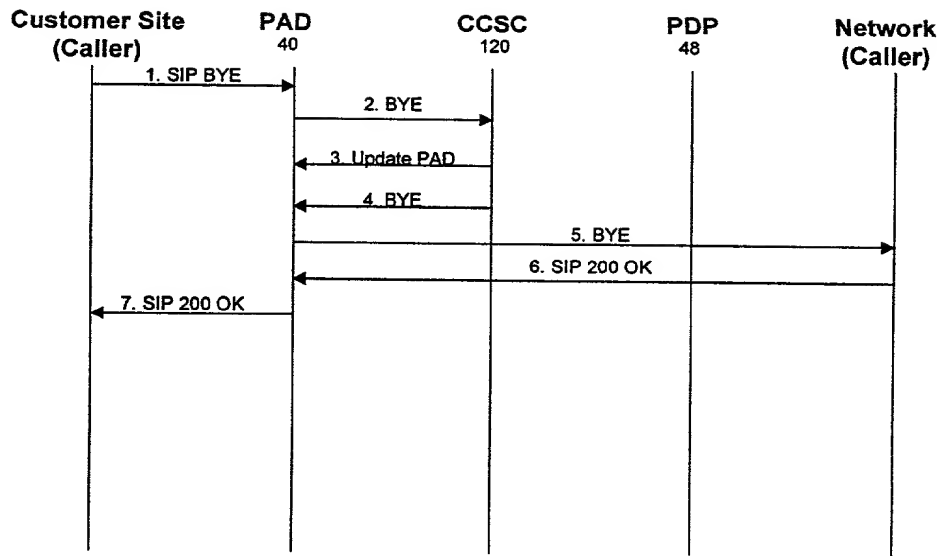 Customer Site
(Caller)
PAD
40
CCSC
120
PDP
48
Network
(Caller)
1. SIP BYE
2. BYE
3. Update PAD
4. BYE
5. BYE
6. SIP 200 OK
7. SIP 200 OK